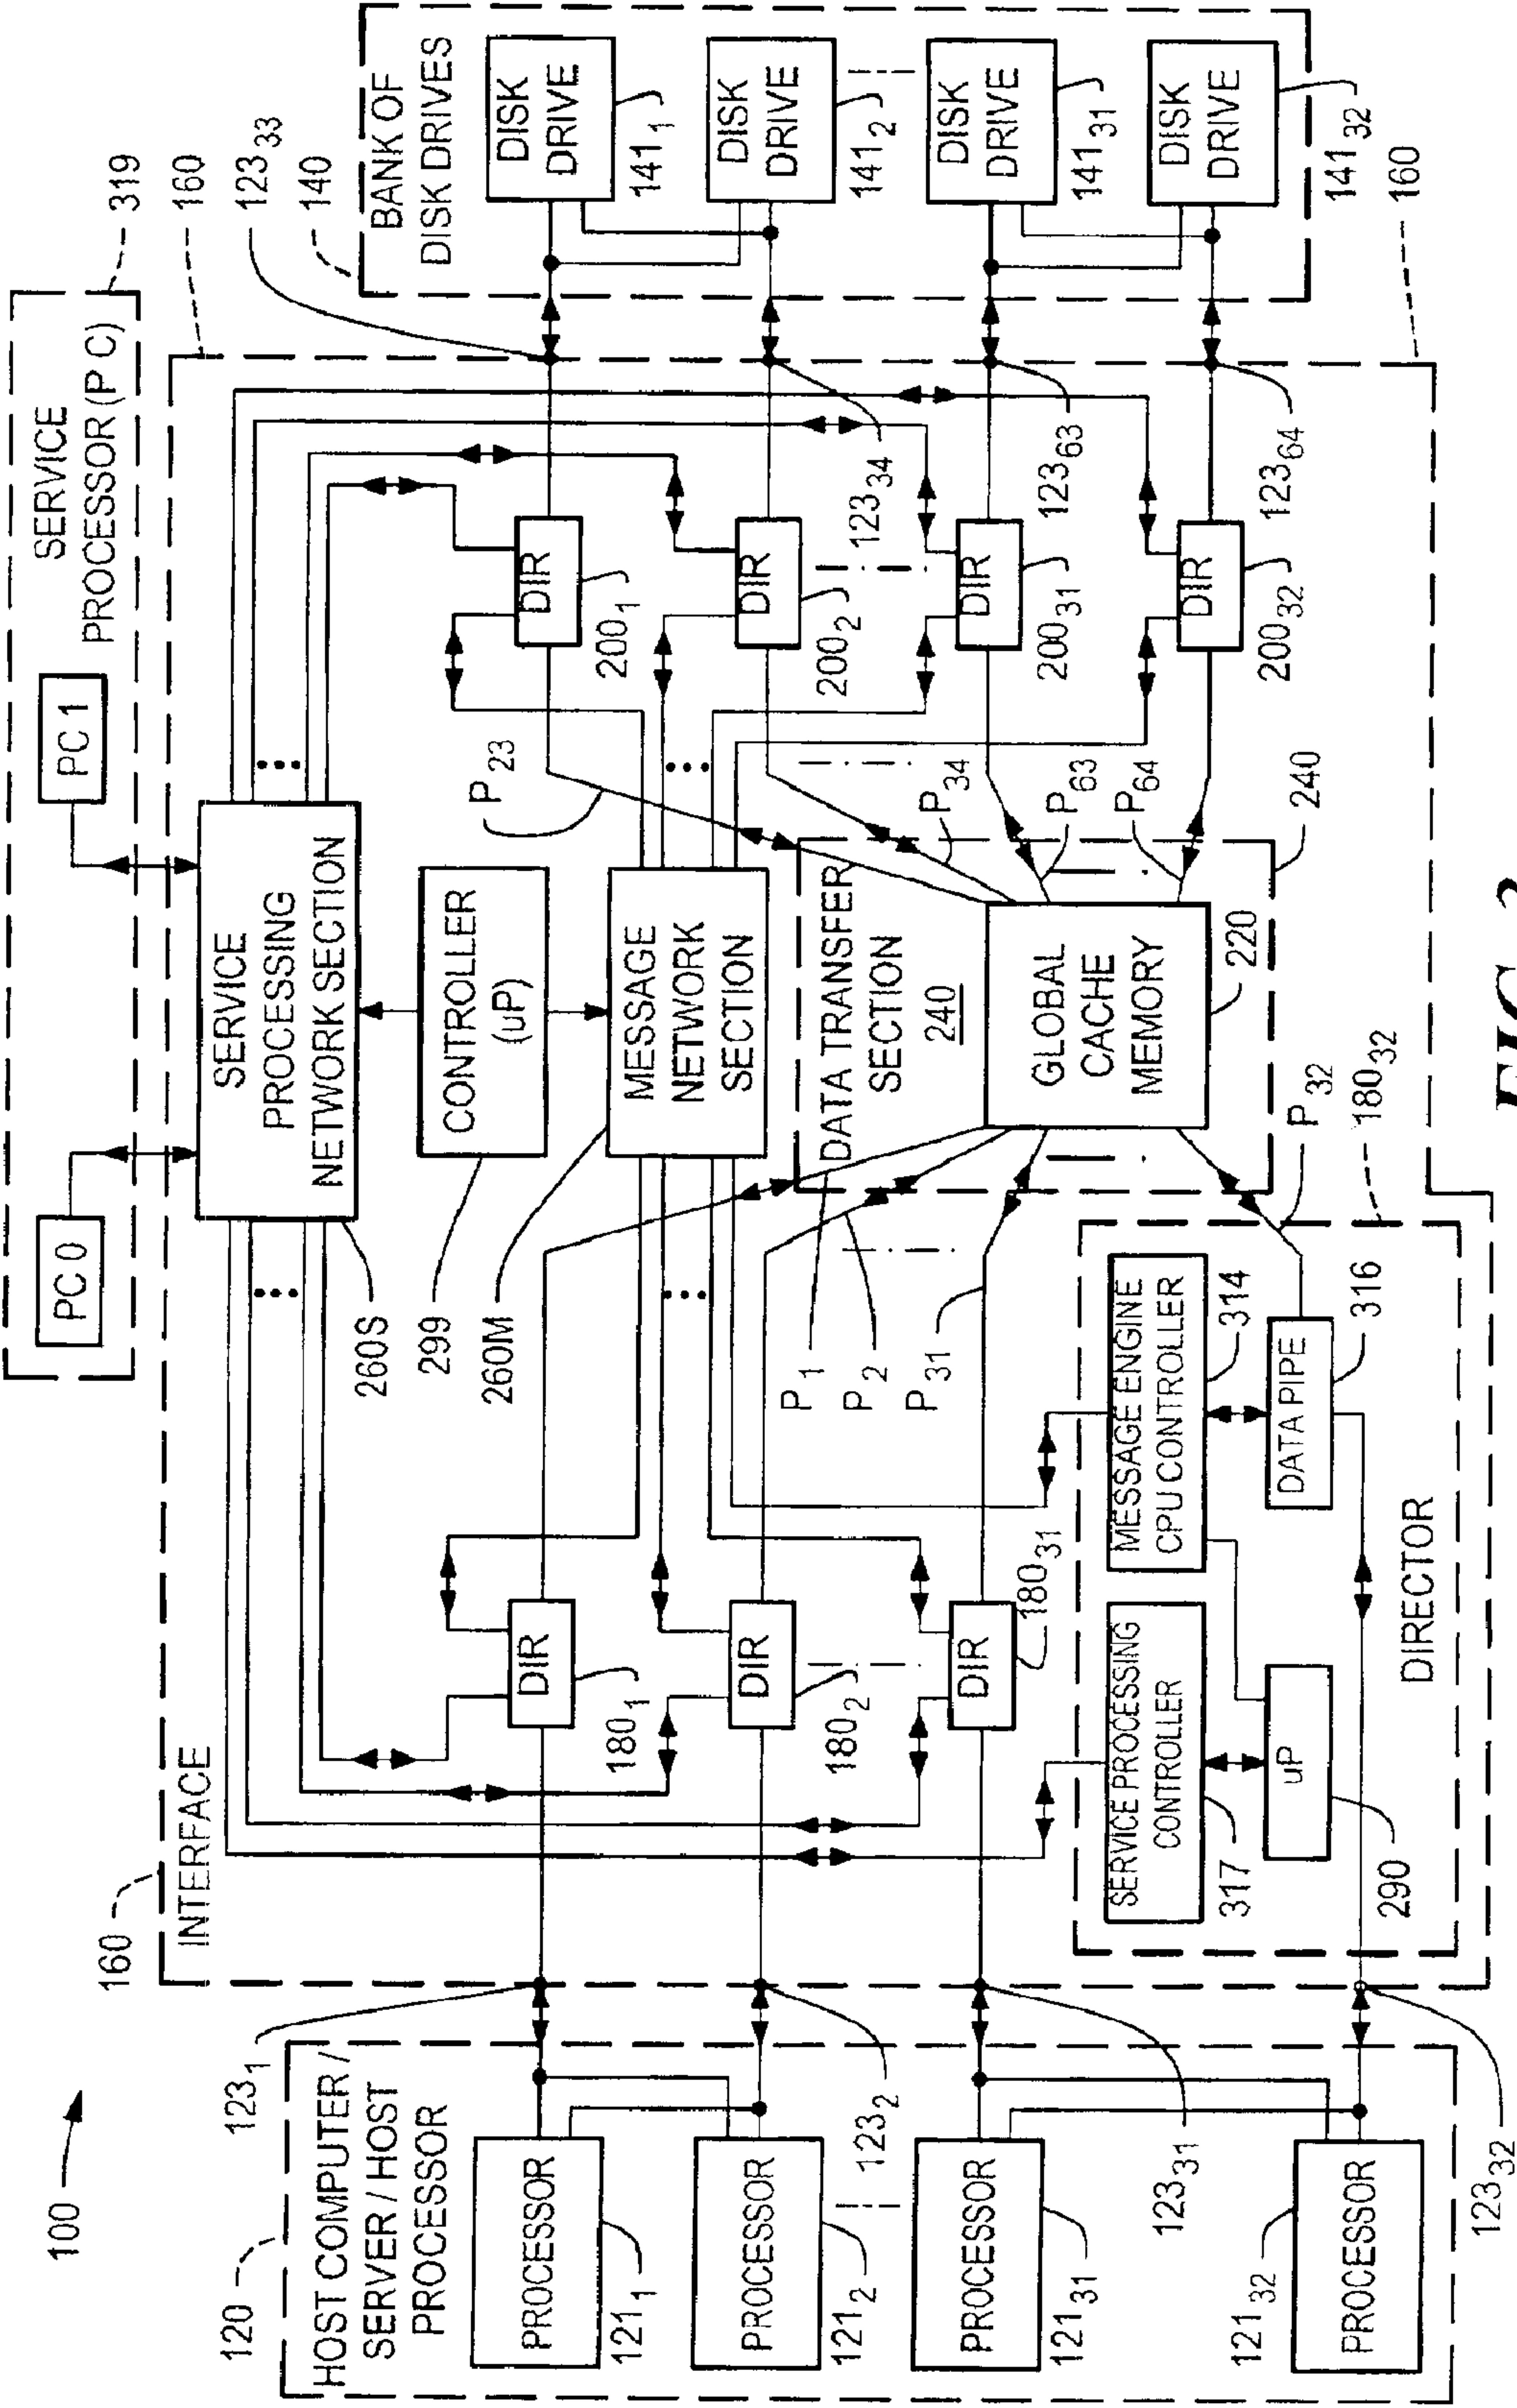 100
120
HOST COMPUTER /
SERVER / HOST
PROCESSOR
PROCESSOR
121₁
PROCESSOR
121₂
PROCESSOR
121₃₁
PROCESSOR
121₃₂
123₁
123₂
123₃₁
123₃₂
160
INTERFACE
DIR
180₁
DIR
180₂
DIR
180₃₁
SERVICE PROCESSING
CONTROLLER
317
uP
290
MESSAGE ENGINE
CPU CONTROLLER
314
DATA PIPE
316
DIRECTOR
180₃₂
P₁
P₂
P₃₁
P₃₂
PC 0
PC 1
SERVICE
PROCESSOR (P C)
319
SERVICE
PROCESSING
NETWORK SECTION
260S
CONTROLLER
(uP)
299
MESSAGE
NETWORK
SECTION
260M
DATA TRANSFER
SECTION
240
GLOBAL
CACHE
MEMORY
220
240
P₂₃
P₃₄
P₆₃
P₆₄
DIR
200₁
DIR
200₂
DIR
200₃₁
DIR
200₃₂
160
123₃₃
123₃₄
123₆₃
123₆₄
140
BANK OF
DISK DRIVES
DISK
DRIVE
141₁
DISK
DRIVE
141₂
DISK
DRIVE
141₃₁
DISK
DRIVE
141₃₂
160